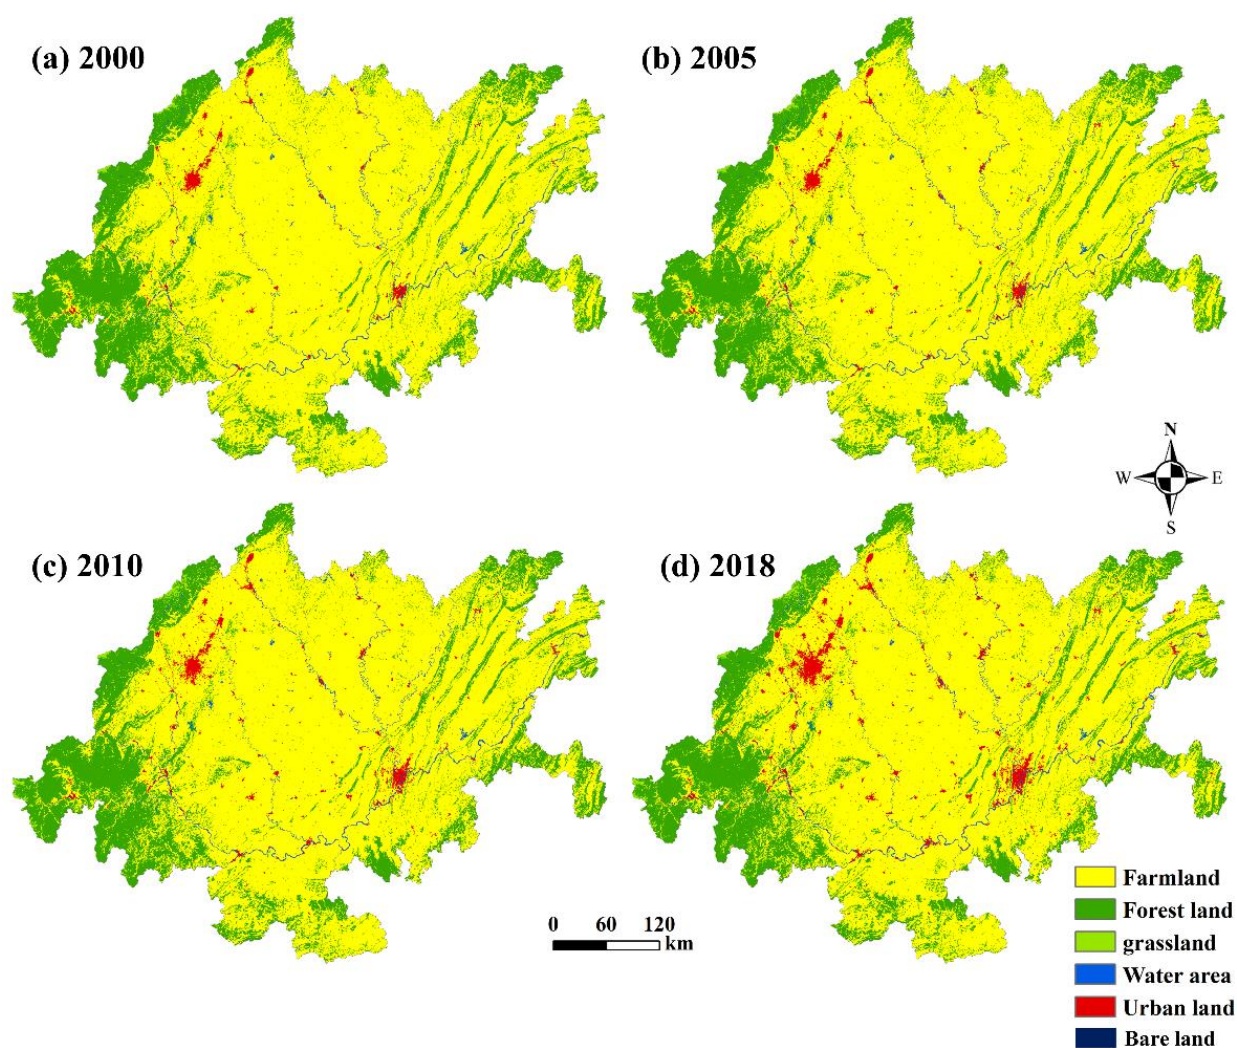 (a) 2000
(b) 2005
N
W
E
S
(c) 2010
(d) 2018
0 60 120
km
Farmland
Forest land
grassland
Water area
Urban land
Bare land